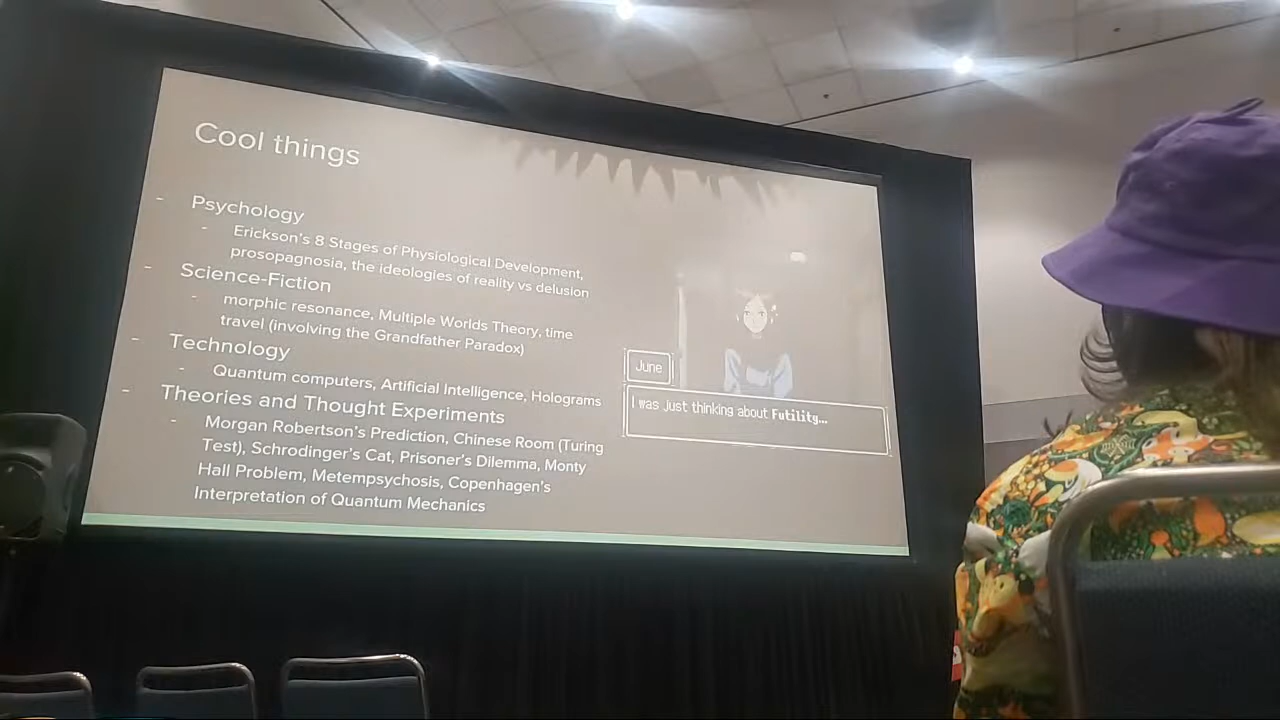 Cool things
- Psychology
- Erickson's 8 Stages of Physiological Development,
prosopagnosia, the ideologies of reality vs delusion
- Science-Fiction
- morphic resonance, Multiple Worlds Theory, time
travel (involving the Grandfather Paradox)
- Technology
- Quantum computers, Artificial Intelligence, Holograms
- Theories and Thought Experiments
- Morgan Robertson's Prediction, Chinese Room (Turing
Test), Schrodinger's Cat, Prisoner's Dilemma, Monty
Hall Problem, Metempsychosis, Copenhagen's
Interpretation of Quantum Mechanics
June
I was just thinking about Futility...